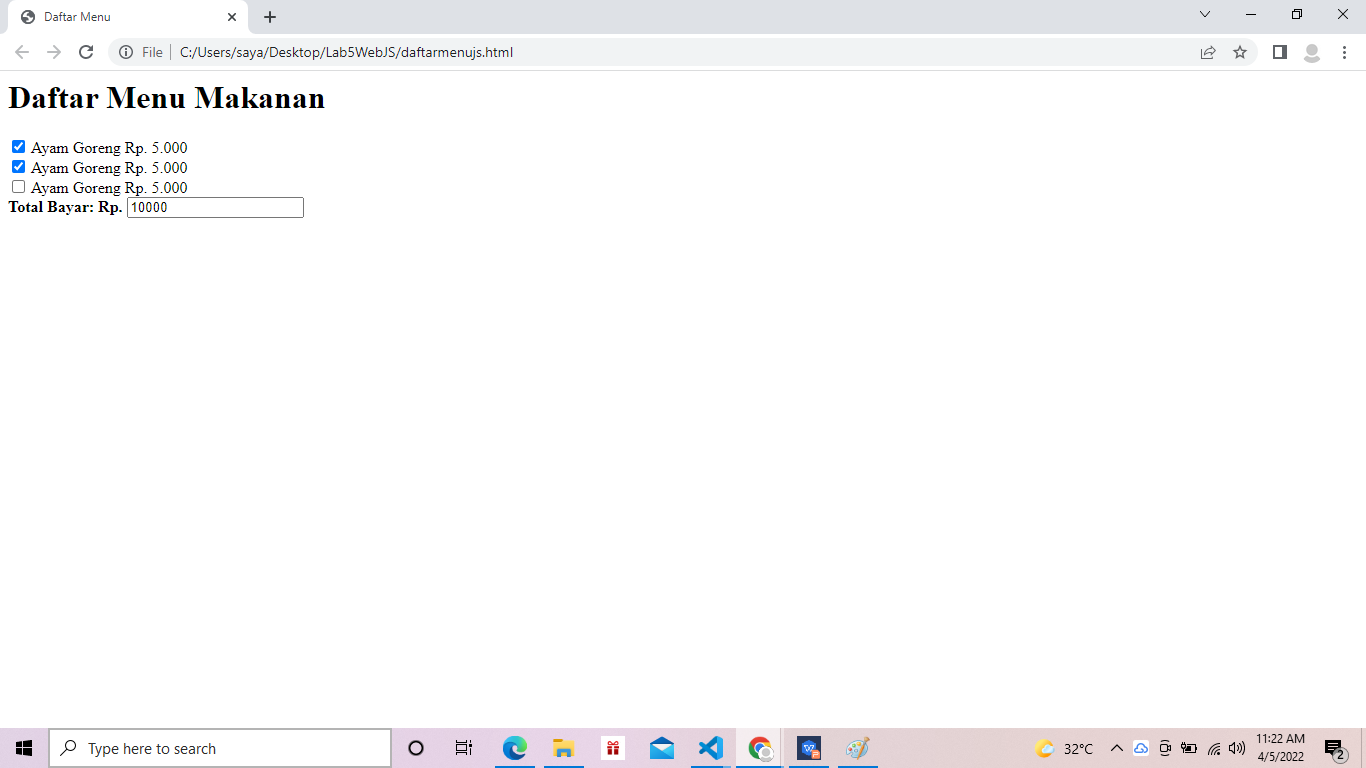 Daftar Menu
File
C:/Users/saya/Desktop/Lab5WebJS/daftarmenujs.html
Daftar Menu Makanan
Ayam Goreng Rp. 5.000
Ayam Goreng Rp. 5.000
Ayam Goreng Rp. 5.000
Total Bayar: Rp. 10000
Type here to search
32°C
11:22 AM
4/5/2022
2